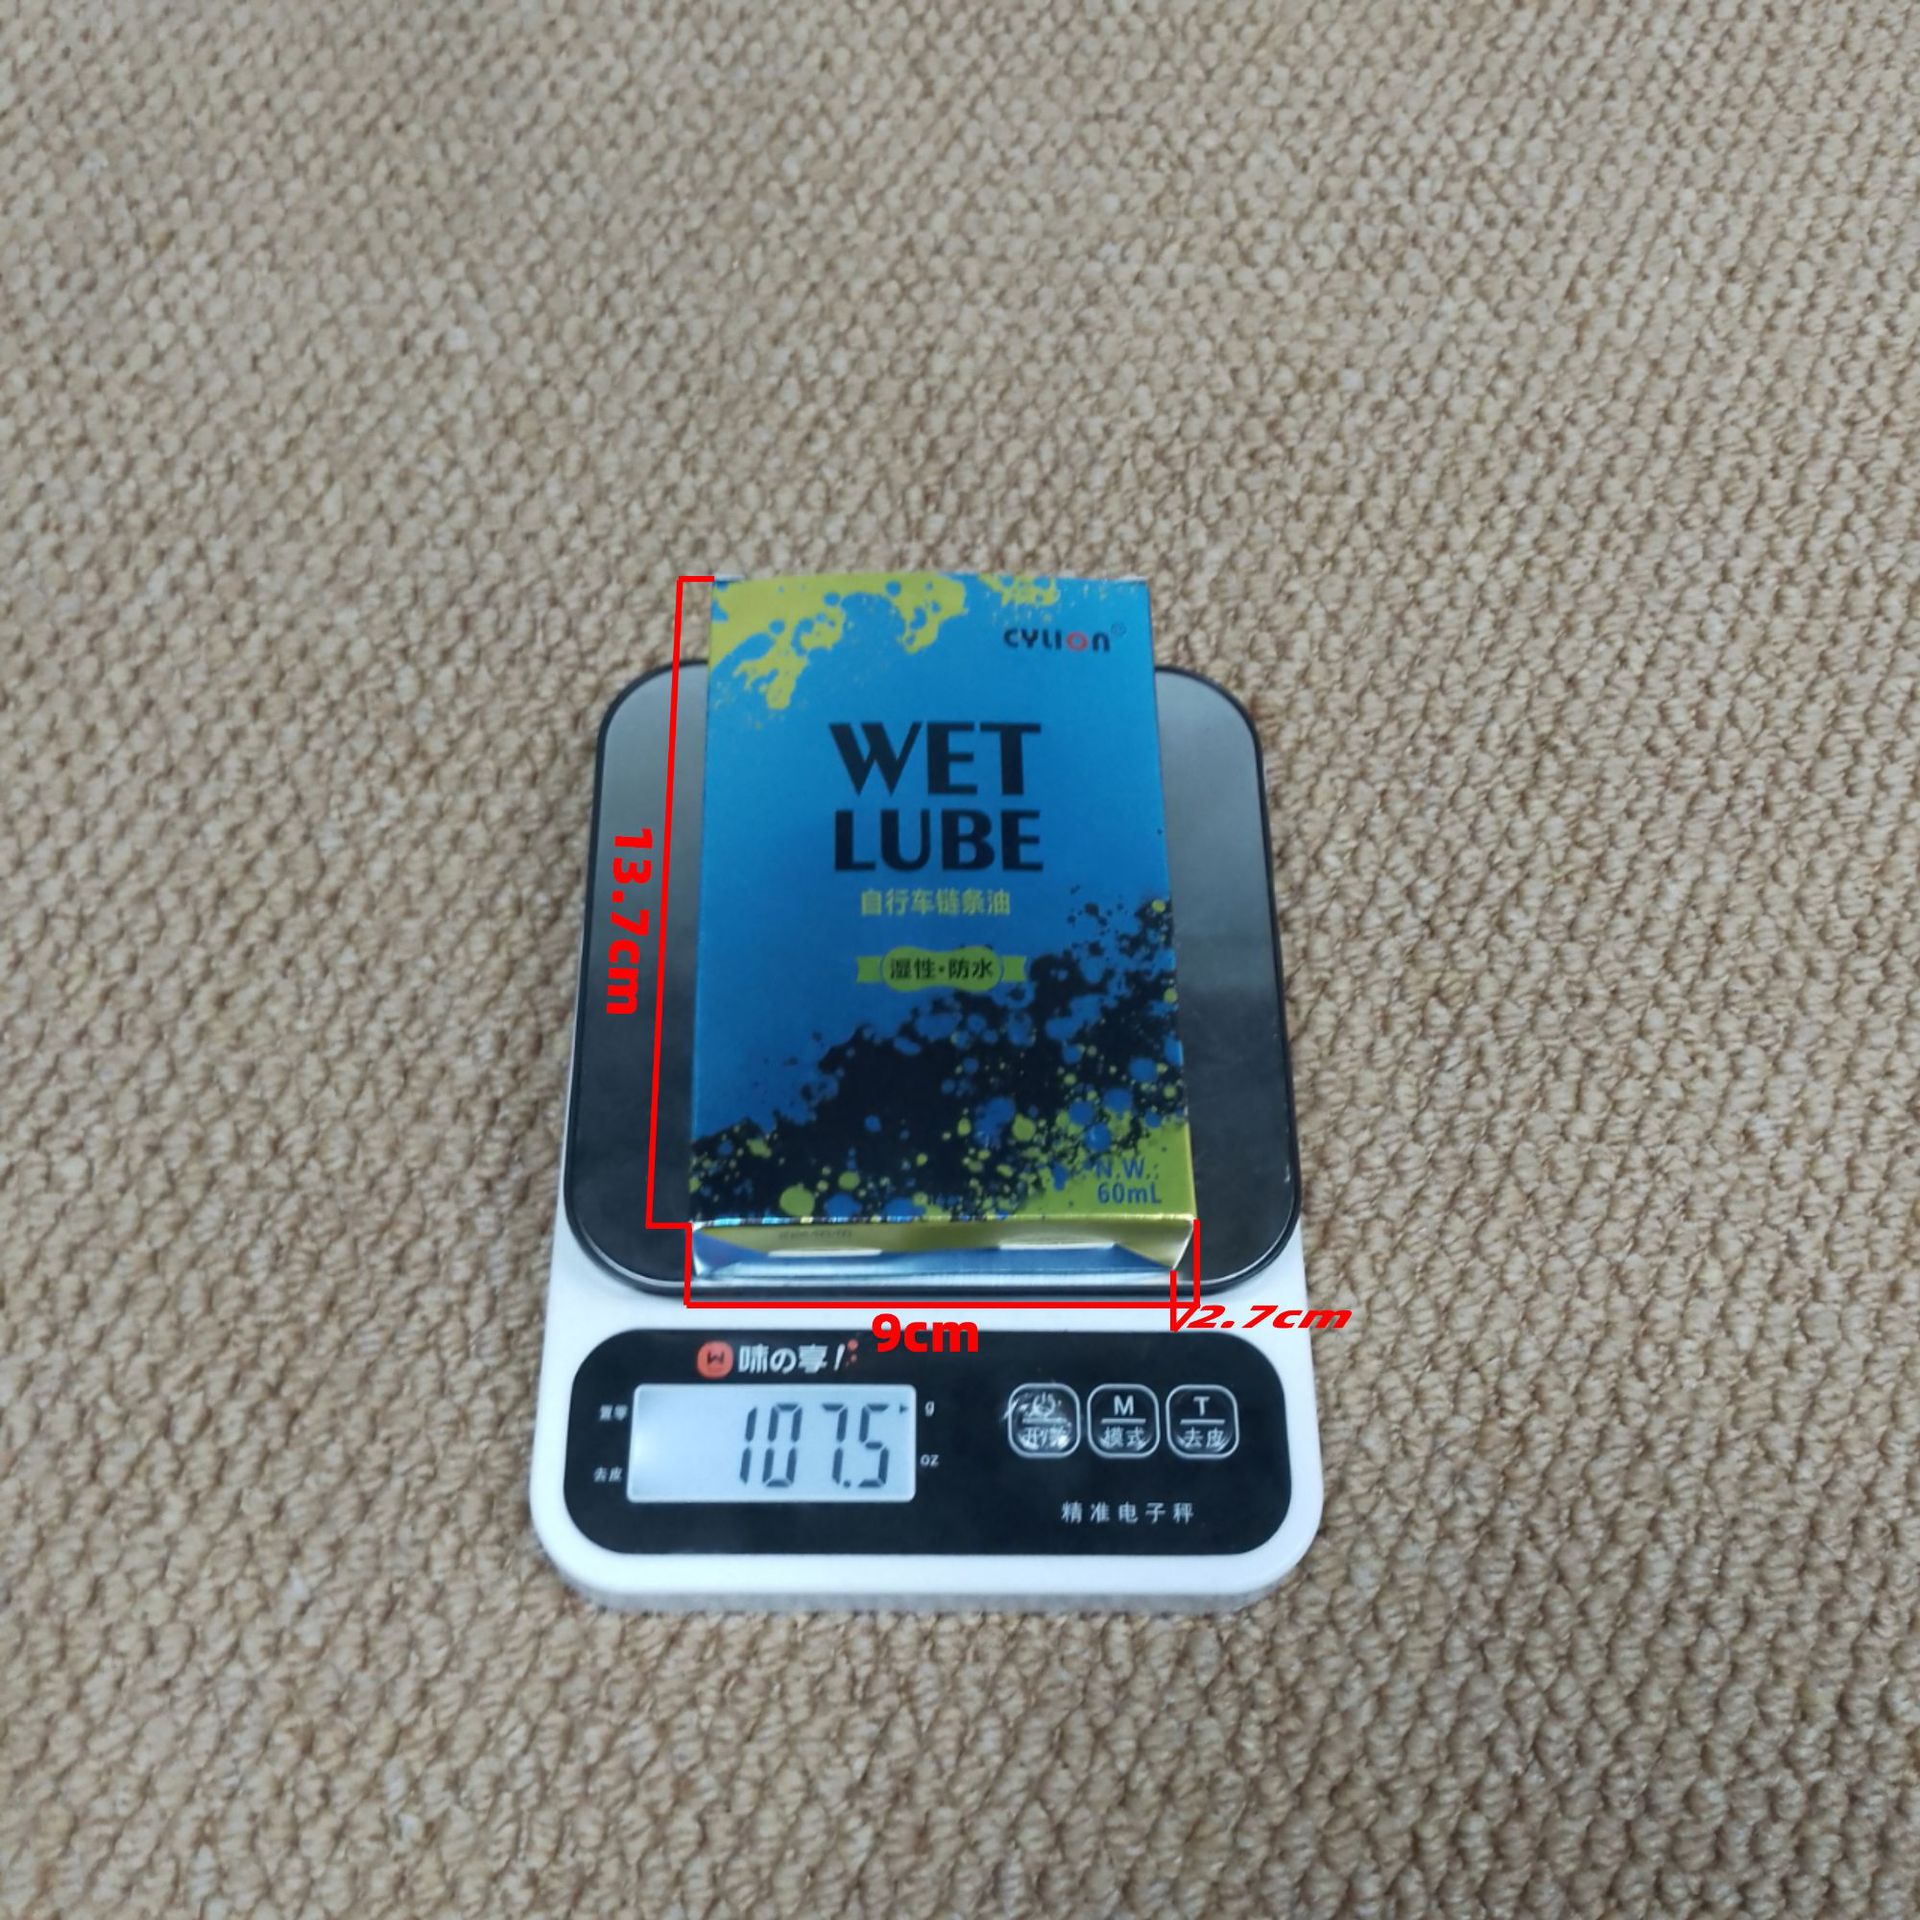 CYLION®
WET
LUBE
自行车链条油
湿性·防水
N.W.:
60mL
13.7cm
9cm
2.7cm
味の享!
置零
107.5
g
去皮
oz
开/关
M
模式
T
去皮
精准电子秤